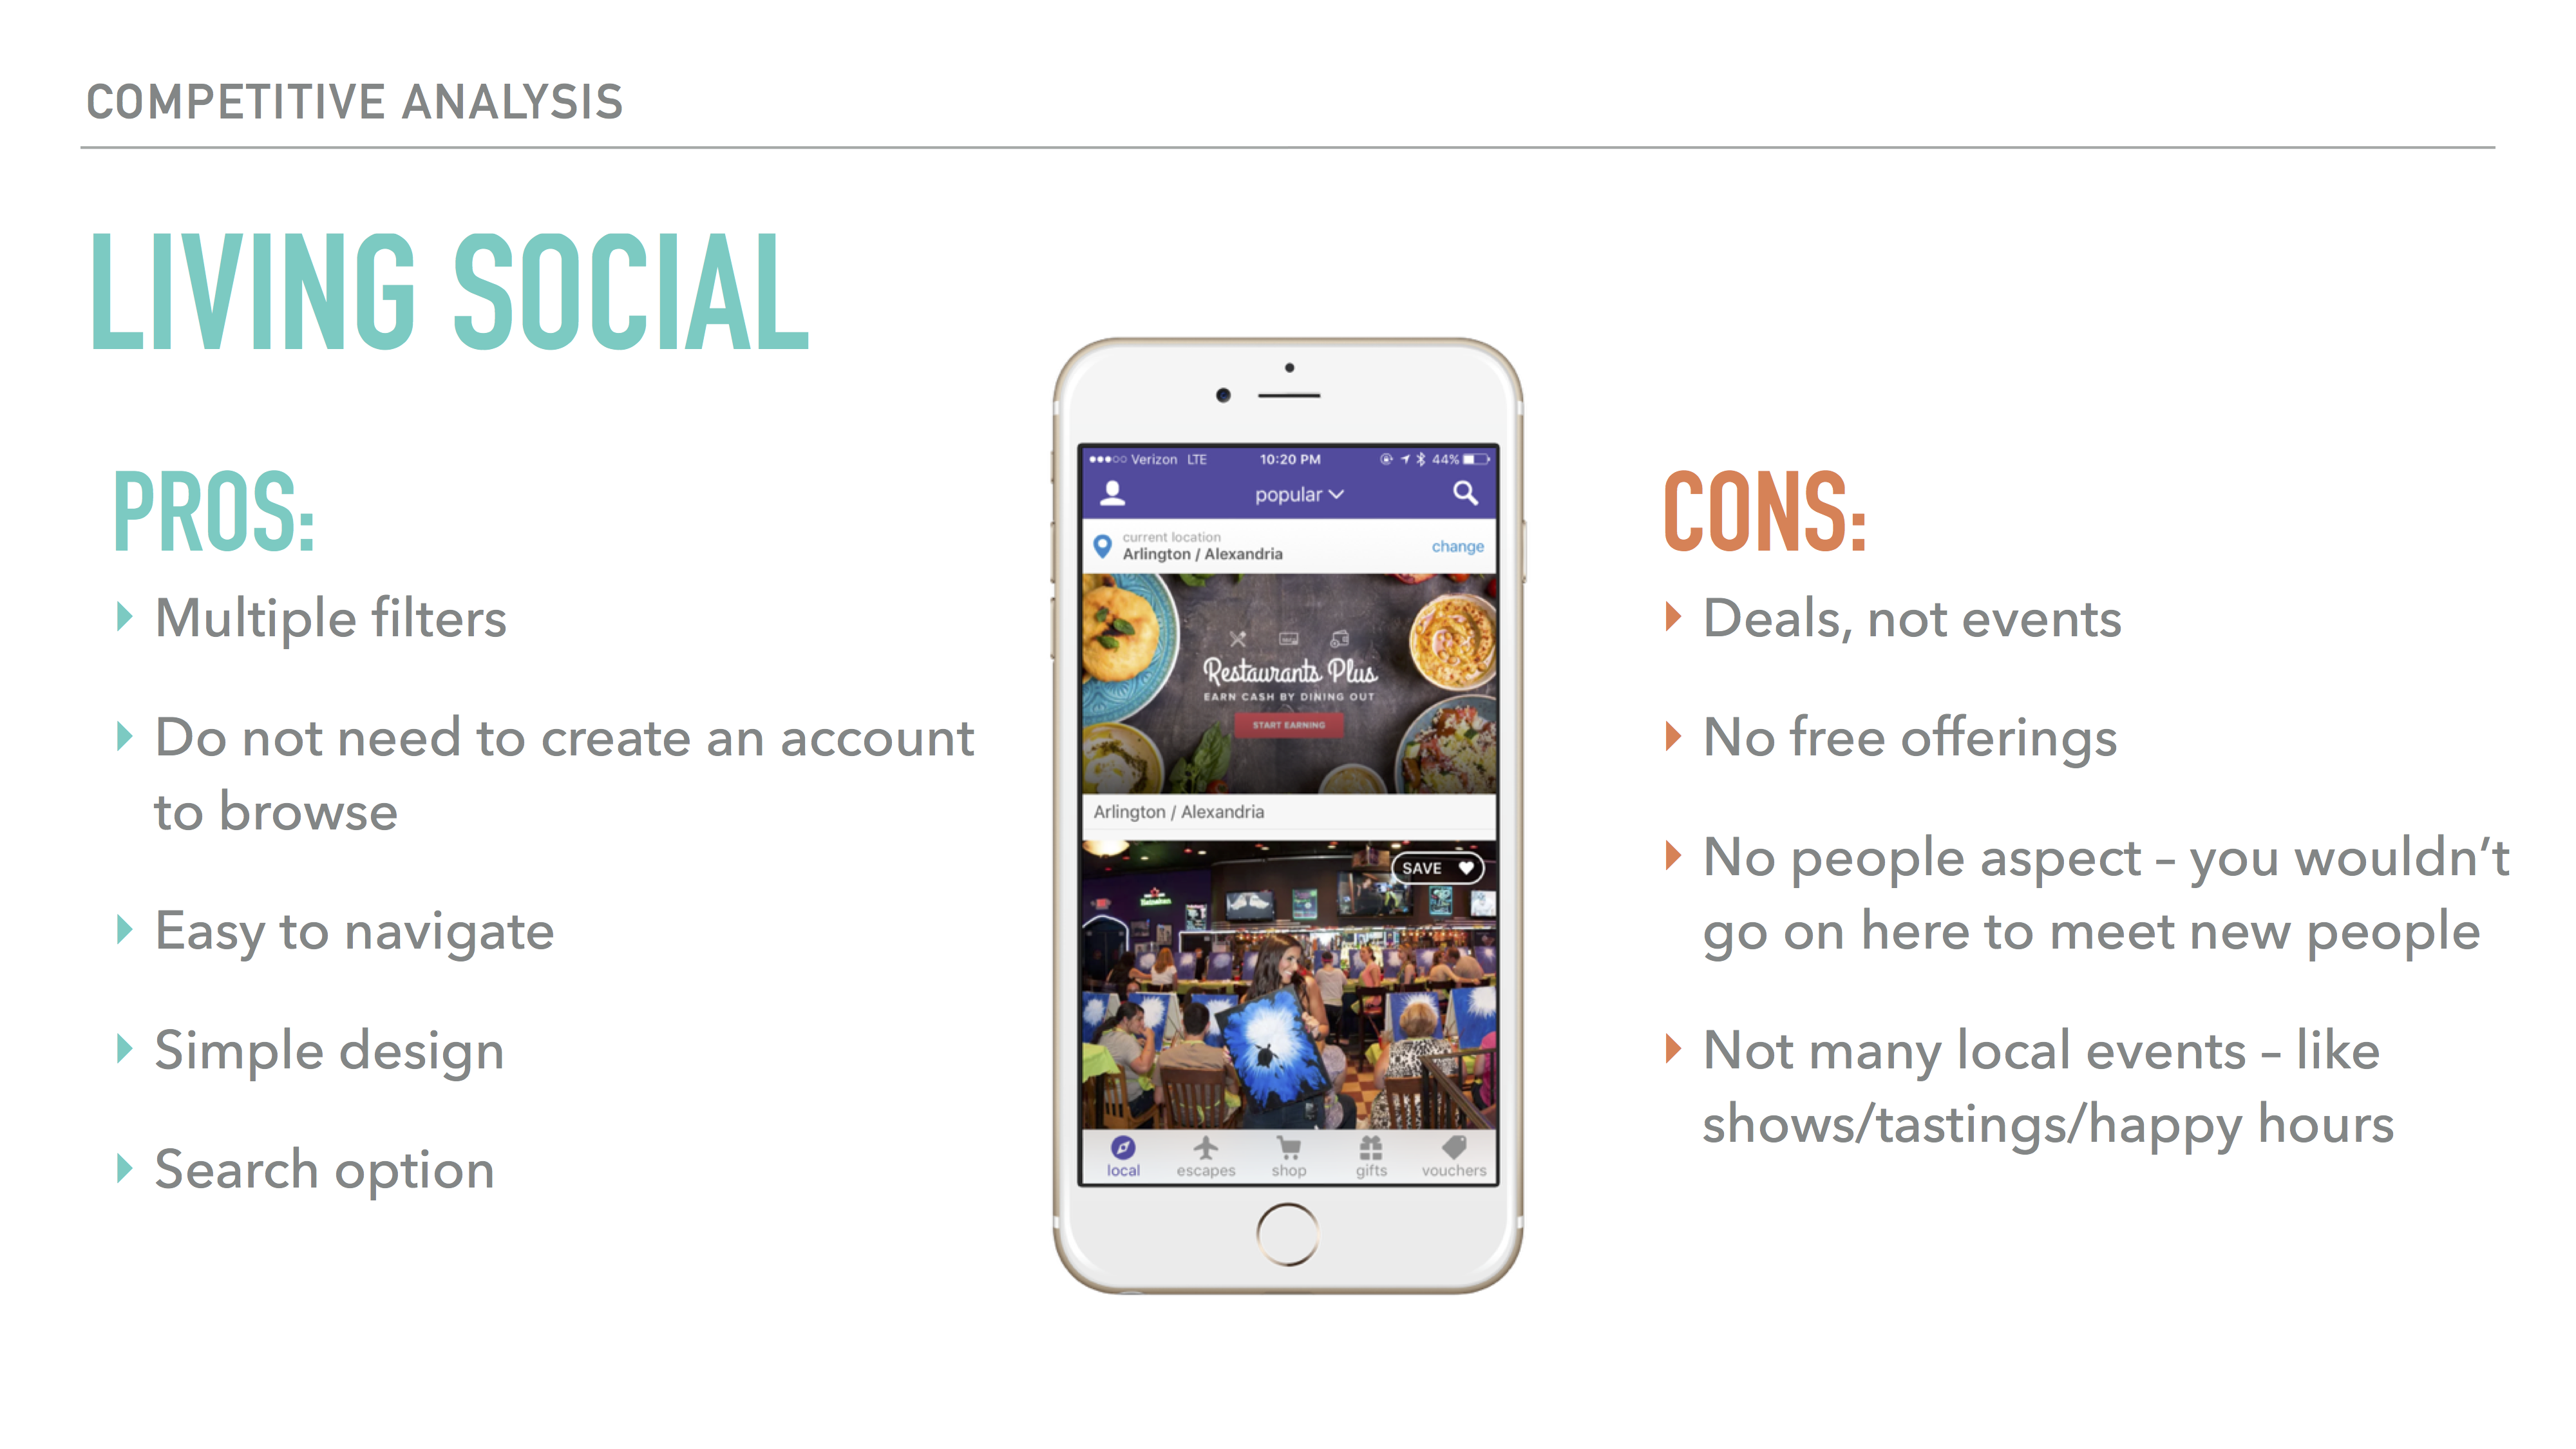 COMPETITIVE ANALYSIS
LIVING SOCIAL
PROS:
Multiple filters
Do not need to create an account
to browse
Easy to navigate
Simple design
Search option
Verizon LTE 10:20 PM 44%
popular
current location
Arlington / Alexandria
change
Restaurants Plus
EARN CASH BY DINING OUT
START EARNING
Arlington / Alexandria
SAVE
Heineken
local escapes shop gifts vouchers
CONS:
Deals, not events
No free offerings
No people aspect – you wouldn’t
go on here to meet new people
Not many local events – like
shows/tastings/happy hours